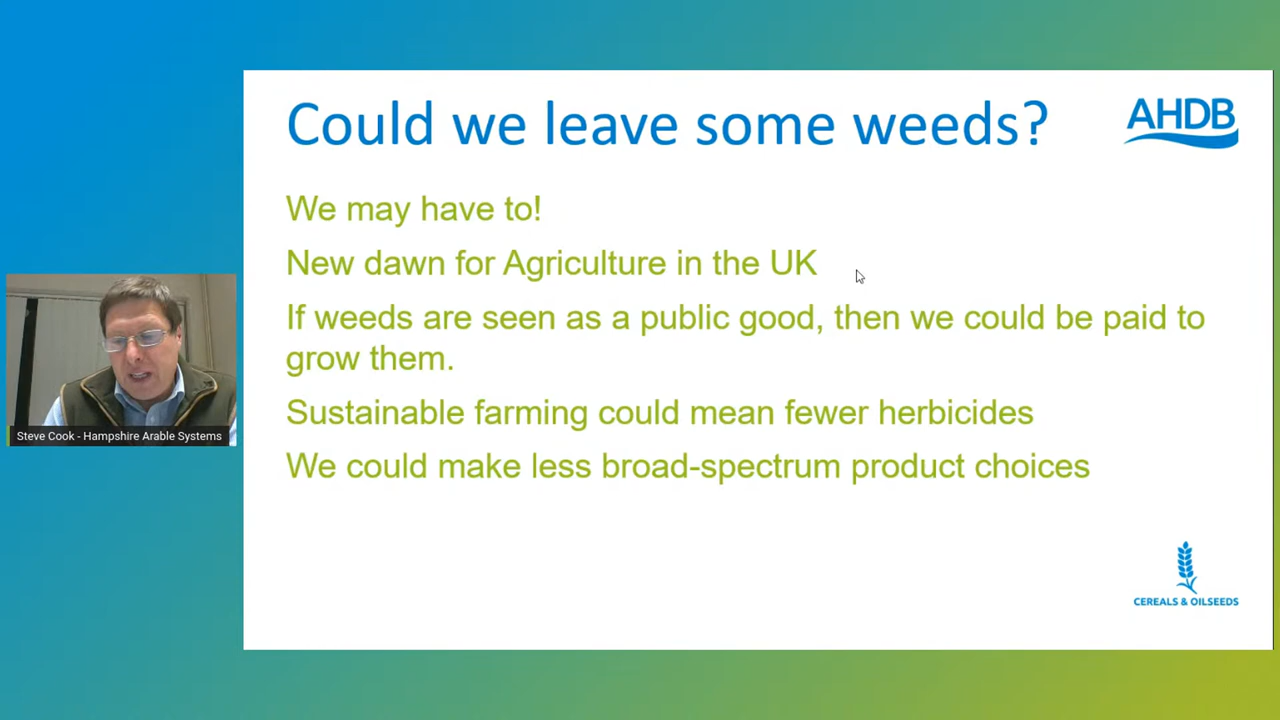 Could we leave some weeds?
AHDB
We may have to!
New dawn for Agriculture in the UK
If weeds are seen as a public good, then we could be paid to
grow them.
Sustainable farming could mean fewer herbicides
We could make less broad-spectrum product choices
Steve Cook - Hampshire Arable Systems
CEREALS & OILSEEDS